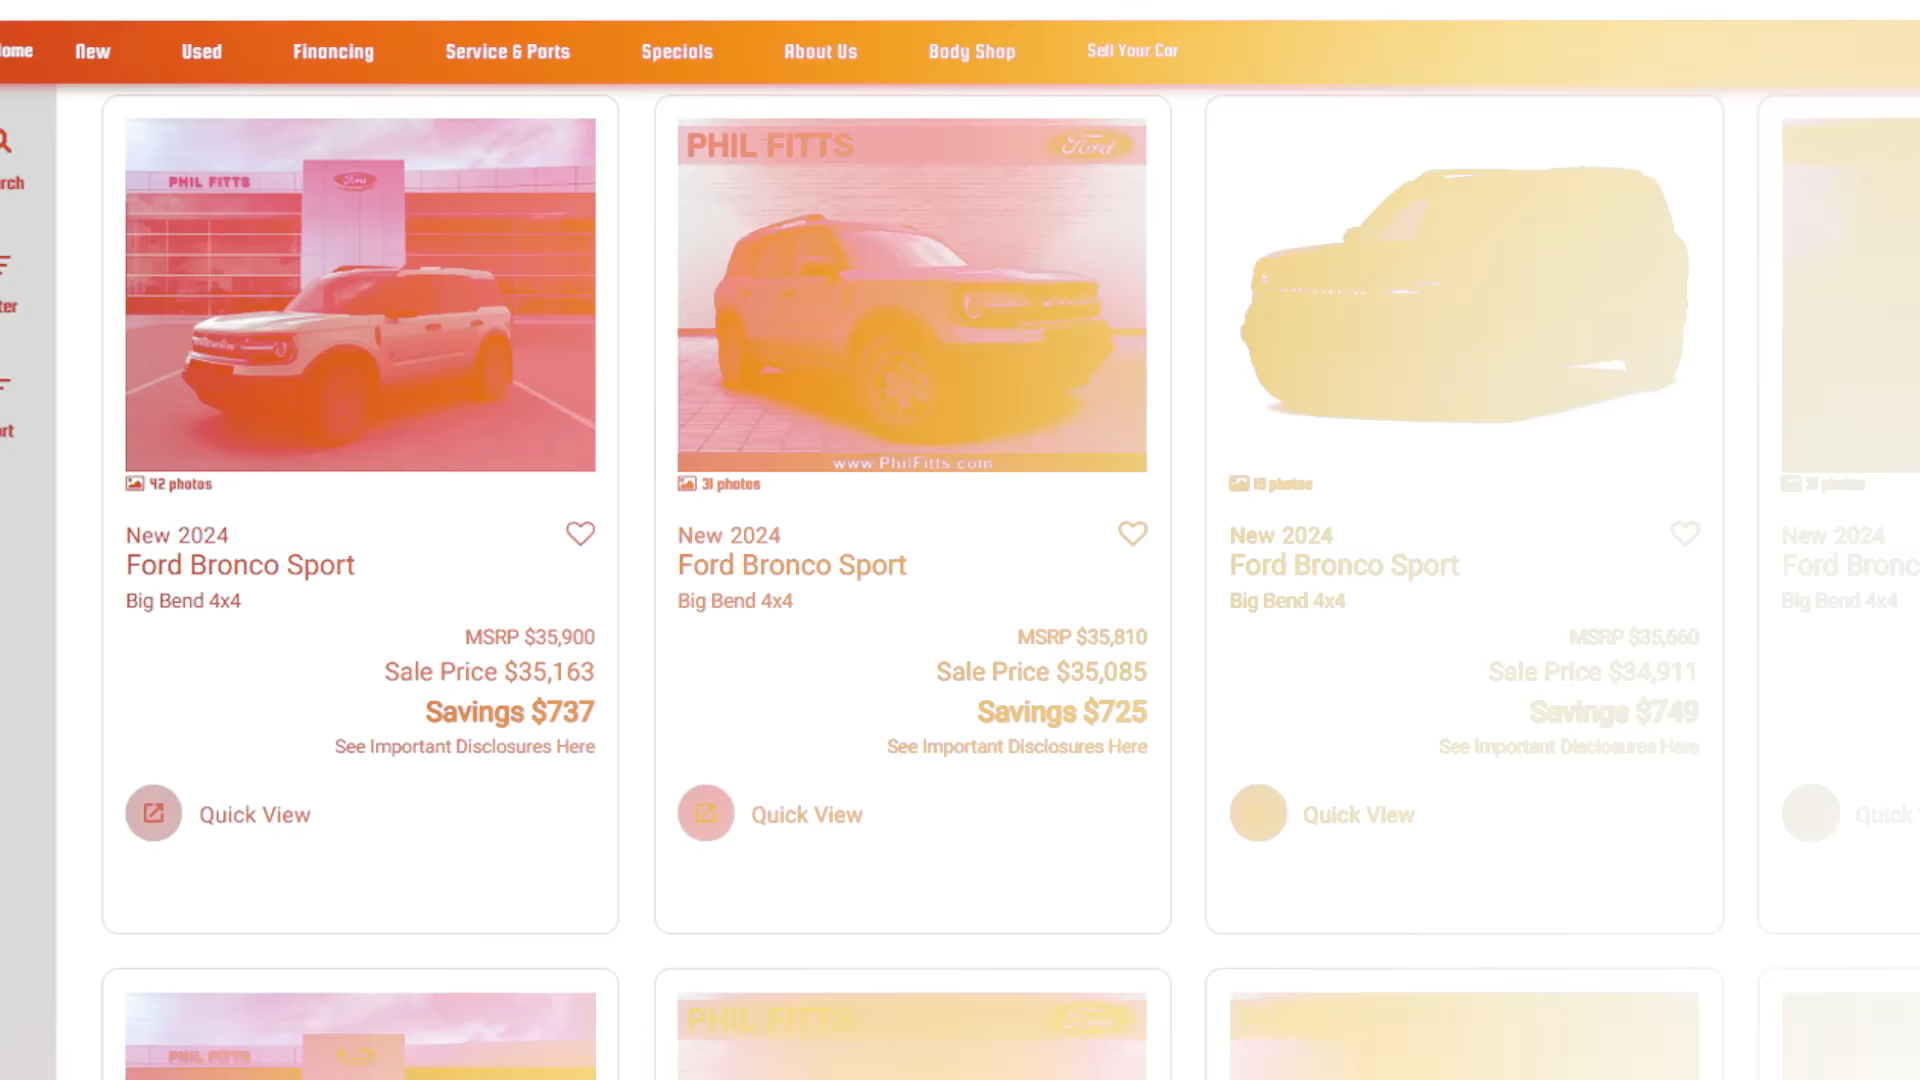 ome New Used Financing Service & Parts Specials About Us Body Shop Sell Your Car
rch
ter
rt
PHIL FITTS
Ford
42 photos
New 2024
Ford Bronco Sport
Big Bend 4x4
MSRP $35,900
Sale Price $35,163
Savings $737
See Important Disclosures Here
Quick View
PHIL FITTS
Ford
www.PhilFitts.com
31 photos
New 2024
Ford Bronco Sport
Big Bend 4x4
MSRP $35,810
Sale Price $35,085
Savings $725
See Important Disclosures Here
Quick View
19 photos
New 2024
Ford Bronco Sport
Big Bend 4x4
MSRP $35,660
Sale Price $34,911
Savings $749
See Important Disclosures Here
Quick View
photos
New 2024
Ford Bronc
Big Bend 4x4
Quick
PHIL FITTS
PHIL FITTS
Ford